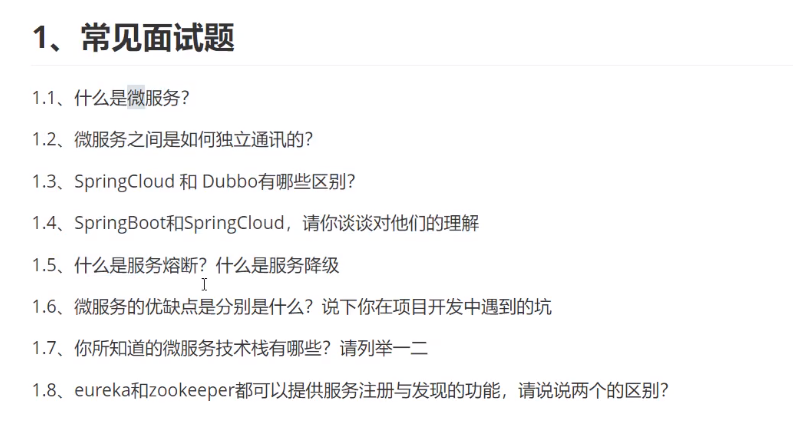 1、常见面试题
1.1、什么是微服务？
1.2、微服务之间是如何独立通讯的？
1.3、SpringCloud 和 Dubbo有哪些区别？
1.4、SpringBoot和SpringCloud，请你谈谈对他们的理解
1.5、什么是服务熔断？什么是服务降级
1.6、微服务的优缺点是分别是什么？说下你在项目开发中遇到的坑
1.7、你所知道的微服务技术栈有哪些？请列举一二
1.8、eureka和zookeeper都可以提供服务注册与发现的功能，请说说两个的区别？